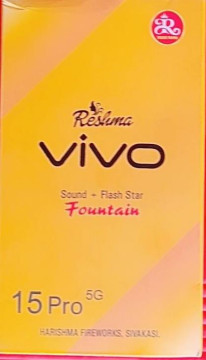 Reshma
VIVO
Sound + Flash Star
Fountain
15 Pro 5G
HARISHMA FIREWORKS, SIVAKASI.